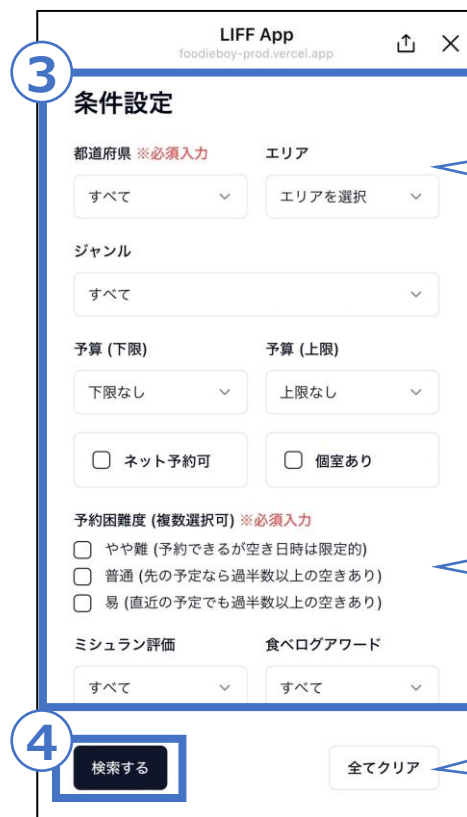 LIFF App
foodieboy-prod.vercel.app
③
条件設定
都道府県 ※必須入力 エリア
すべて エリアを選択
ジャンル
すべて
予算 (下限) 予算 (上限)
下限なし 上限なし
ネット予約可 個室あり
予約困難度 (複数選択可) ※必須入力
やや難 (予約できるが空き日時は限定的)
普通 (先の予定なら過半数以上の空きあり)
易 (直近の予定でも過半数以上の空きあり)
ミシュラン評価 食べログアワード
すべて すべて
④
検索する 全てクリア